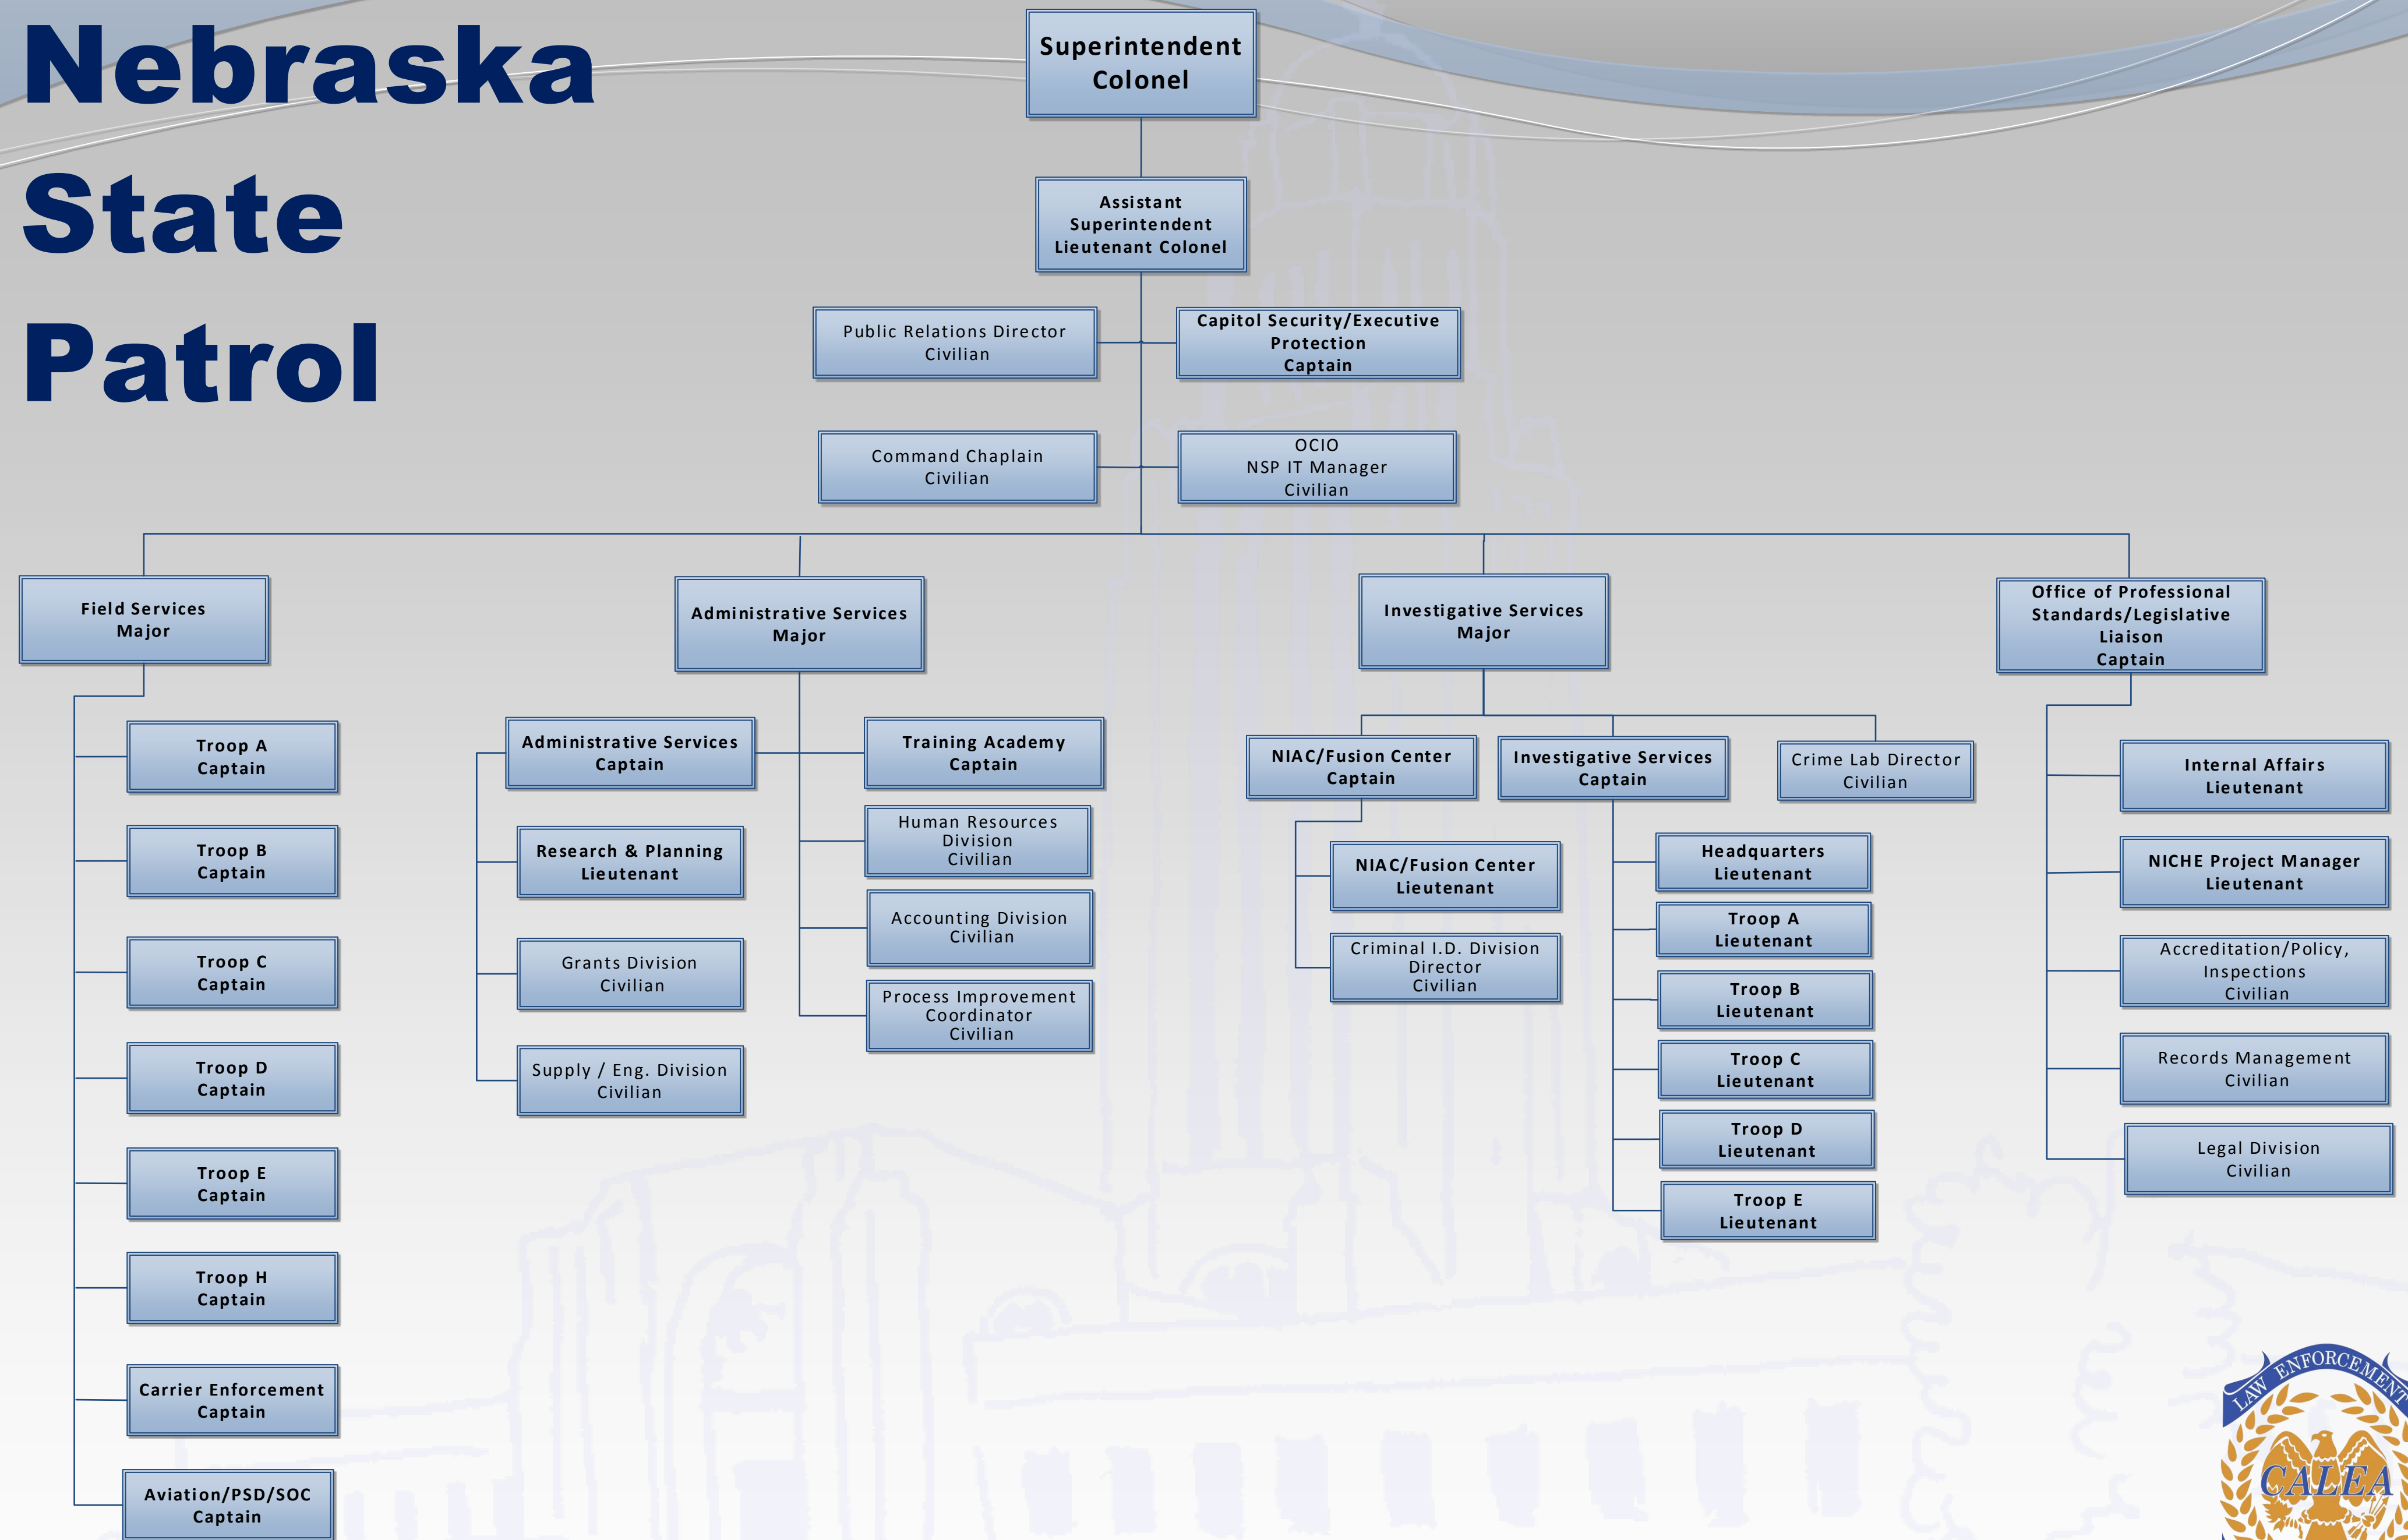 Nebraska
State
Patrol
Superintendent
Colonel
Assistant
Superintendent
Lieutenant Colonel
Public Relations Director
Civilian
Capitol Security/Executive
Protection
Captain
Command Chaplain
Civilian
OCIO
NSP IT Manager
Civilian
Field Services
Major
Troop A
Captain
Troop B
Captain
Troop C
Captain
Troop D
Captain
Troop E
Captain
Troop H
Captain
Carrier Enforcement
Captain
Aviation/PSD/SOC
Captain
Administrative Services
Major
Administrative Services
Captain
Research & Planning
Lieutenant
Grants Division
Civilian
Supply / Eng. Division
Civilian
Training Academy
Captain
Human Resources
Division
Civilian
Accounting Division
Civilian
Process Improvement
Coordinator
Civilian
Investigative Services
Major
NIAC/Fusion Center
Captain
NIAC/Fusion Center
Lieutenant
Criminal I.D. Division
Director
Civilian
Investigative Services
Captain
Headquarters
Lieutenant
Troop A
Lieutenant
Troop B
Lieutenant
Troop C
Lieutenant
Troop D
Lieutenant
Troop E
Lieutenant
Crime Lab Director
Civilian
Office of Professional
Standards/Legislative
Liaison
Captain
Internal Affairs
Lieutenant
NICHE Project Manager
Lieutenant
Accreditation/Policy,
Inspections
Civilian
Records Management
Civilian
Legal Division
Civilian
LAW ENFORCEMENT
CALEA